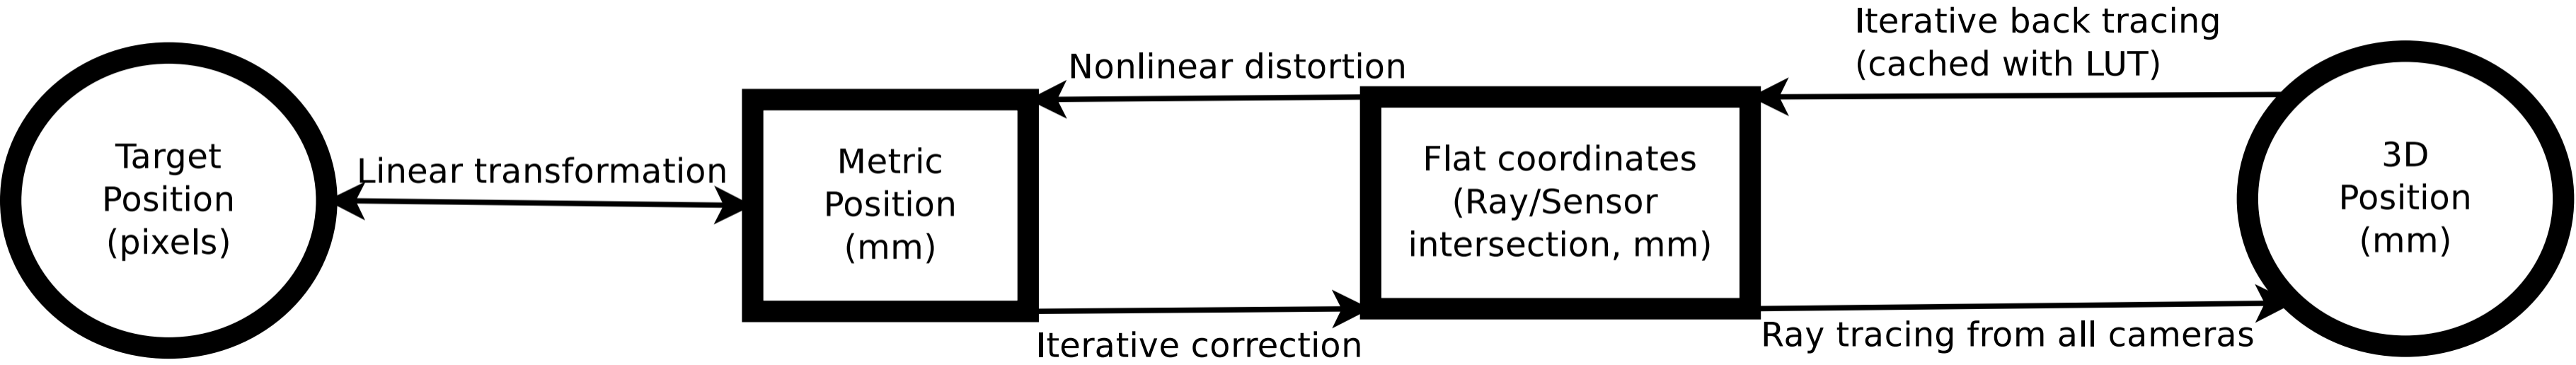 Target
Position
(pixels)
Linear transformation
Metric
Position
(mm)
Nonlinear distortion
Iterative correction
Flat coordinates
(Ray/Sensor
intersection, mm)
Iterative back tracing
(cached with LUT)
Ray tracing from all cameras
3D
Position
(mm)